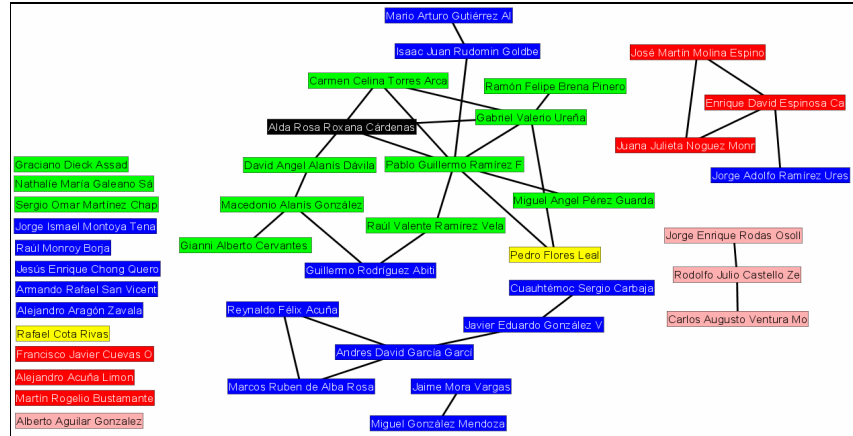 Mario Arturo Gutiérrez Al
Isaac Juan Rudomin Goldbe
José Martín Molina Espino
Carmen Celina Torres Arca
Ramón Felipe Brena Pinero
Enrique David Espinosa Ca
Gabriel Valerio Ureña
Alda Rosa Roxana Cárdenas
Juana Julieta Noguez Monr
Graciano Dieck Assad
David Angel Alanis Dávila
Pablo Guillermo Ramírez F
Jorge Adolfo Ramírez Ures
Nathalíe María Galeano Sá
Sergio Omar Martínez Chap
Macedonio Alanís González
Miguel Ángel Pérez Guarda
Jorge Ismael Montoya Tena
Raúl Valente Ramírez Vela
Jorge Enrique Rodas Osoll
Raúl Monroy Borja
Gianni Alberto Cervantes
Pedro Flores Leal
Jesús Enrique Chong Quero
Guillermo Rodríguez Abiti
Rodolfo Julio Castello Ze
Armando Rafael San Vicent
Cuauhtémoc Sergio Carbaja
Alejandro Aragón Zavala
Reynaldo Félix Acuña
Carlos Augusto Ventura Mo
Javier Eduardo González V
Rafael Cota Rivas
Francisco Javier Cuevas O
Andres David García Garcí
Alejandro Acuña Limon
Marcos Ruben de Alba Rosa
Jaime Mora Vargas
Martín Rogelio Bustamante
Alberto Aguilar Gonzalez
Miguel González Mendoza